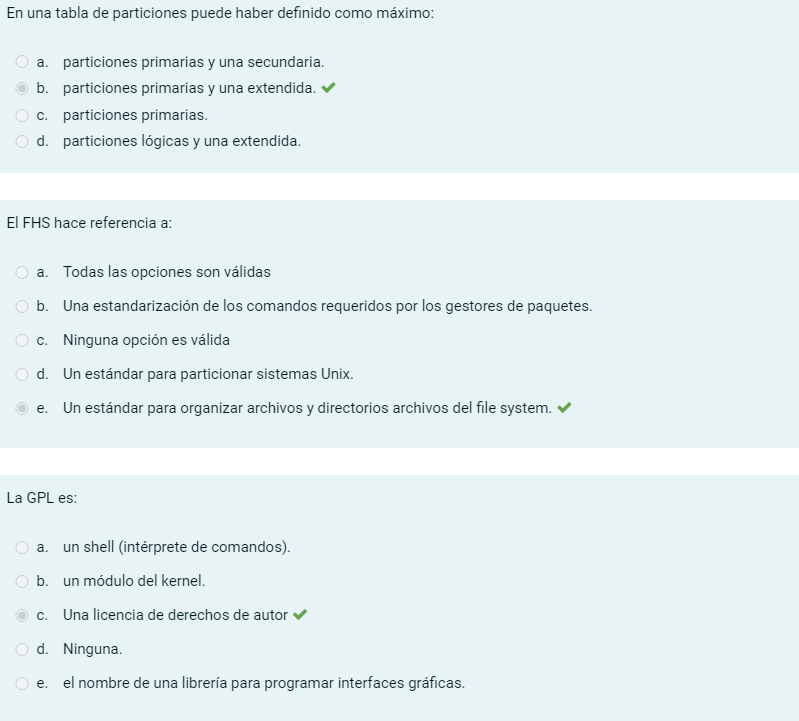 En una tabla de particiones puede haber definido como máximo:
a. particiones primarias y una secundaria.
b. particiones primarias y una extendida.
c. particiones primarias.
d. particiones lógicas y una extendida.
El FHS hace referencia a:
a. Todas las opciones son válidas
b. Una estandarización de los comandos requeridos por los gestores de paquetes.
c. Ninguna opción es válida
d. Un estándar para particionar sistemas Unix.
e. Un estándar para organizar archivos y directorios archivos del file system.
La GPL es:
a. un shell (intérprete de comandos).
b. un módulo del kernel.
c. Una licencia de derechos de autor
d. Ninguna.
e. el nombre de una librería para programar interfaces gráficas.